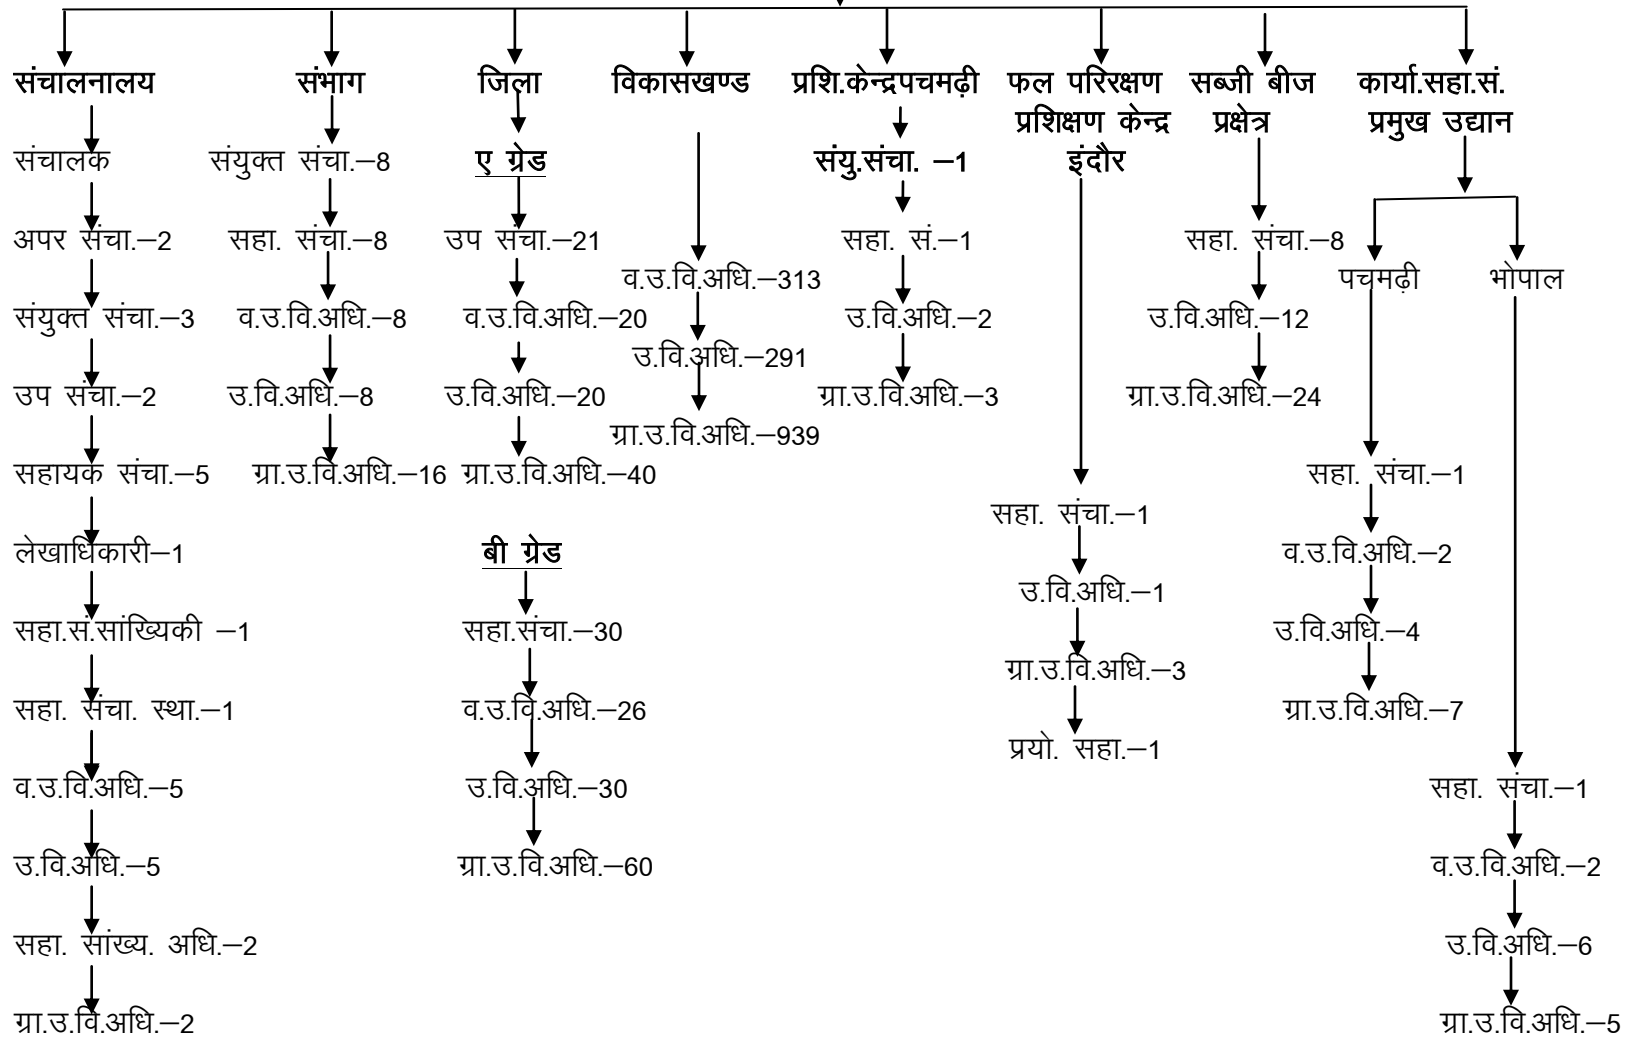 संचालनालय
संचालक
अपर संचा.–2
संयुक्त संचा.–3
उप संचा.–2
सहायक संचा.–5
लेखाधिकारी–1
सहा.सं.सांख्यिकी –1
सहा. संचा. स्था.–1
व.उ.वि.अधि.–5
उ.वि.अधि.–5
सहा. सांख्य. अधि.–2
ग्रा.उ.वि.अधि.–2
संभाग
संयुक्त संचा.–8
सहा. संचा.–8
व.उ.वि.अधि.–8
उ.वि.अधि.–8
ग्रा.उ.वि.अधि.–16
जिला
ए ग्रेड
उप संचा.–21
व.उ.वि.अधि.–20
उ.वि.अधि.–20
ग्रा.उ.वि.अधि.–40
बी ग्रेड
सहा.संचा.–30
व.उ.वि.अधि.–26
उ.वि.अधि.–30
ग्रा.उ.वि.अधि.–60
विकासखण्ड
व.उ.वि.अधि.–313
उ.वि.अधि.–291
ग्रा.उ.वि.अधि.–939
प्रशि.केन्द्रपचमढ़ी
संयु.संचा. –1
सहा. सं.–1
उ.वि.अधि.–2
ग्रा.उ.वि.अधि.–3
फल परिरक्षण
प्रशिक्षण केन्द्र
इंदौर
सहा. संचा.–1
उ.वि.अधि.–1
ग्रा.उ.वि.अधि.–3
प्रयो. सहा.–1
सब्जी बीज
प्रक्षेत्र
सहा. संचा.–8
उ.वि.अधि.–12
ग्रा.उ.वि.अधि.–24
कार्या.सहा.सं.
प्रमुख उद्यान
पचमढ़ी
सहा. संचा.–1
व.उ.वि.अधि.–2
उ.वि.अधि.–4
ग्रा.उ.वि.अधि.–7
भोपाल
सहा. संचा.–1
व.उ.वि.अधि.–2
उ.वि.अधि.–6
ग्रा.उ.वि.अधि.–5